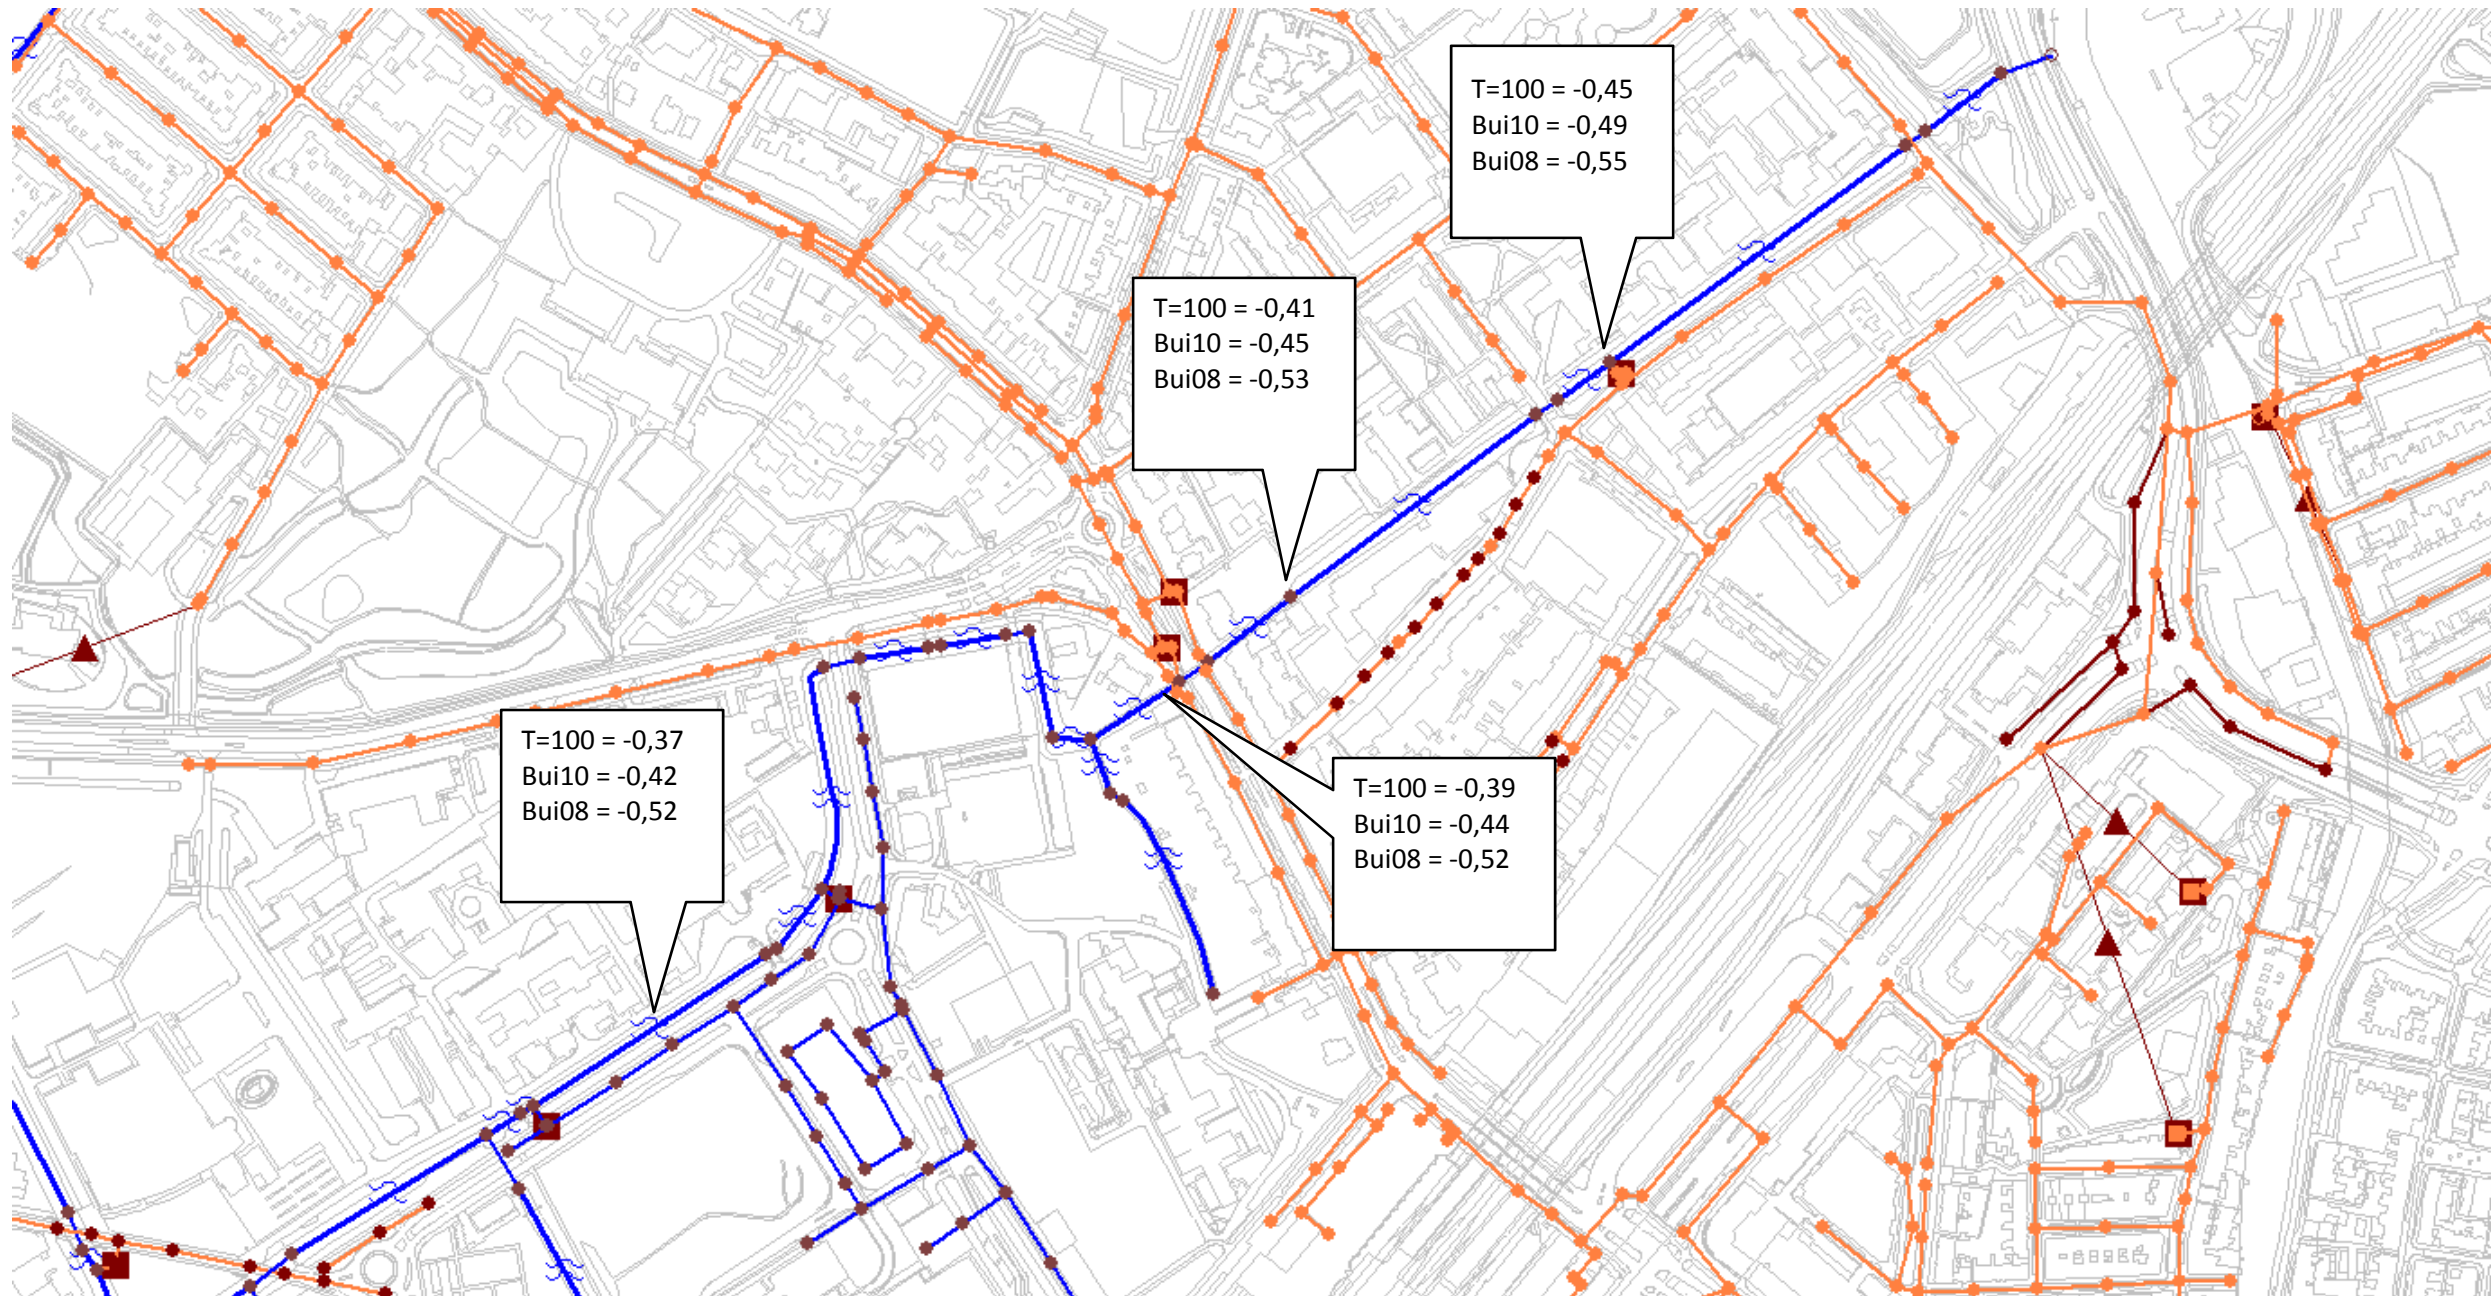 T=100 = -0,45
Bui10 = -0,49
Bui08 = -0,55
T=100 = -0,41
Bui10 = -0,45
Bui08 = -0,53
T=100 = -0,37
Bui10 = -0,42
Bui08 = -0,52
T=100 = -0,39
Bui10 = -0,44
Bui08 = -0,52